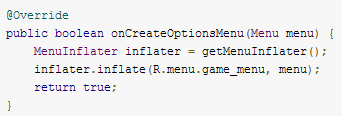 @Override
public boolean onCreateOptionsMenu(Menu menu) {
    MenuInflater inflater = getMenuInflater();
    inflater.inflate(R.menu.game_menu, menu);
    return true;
}